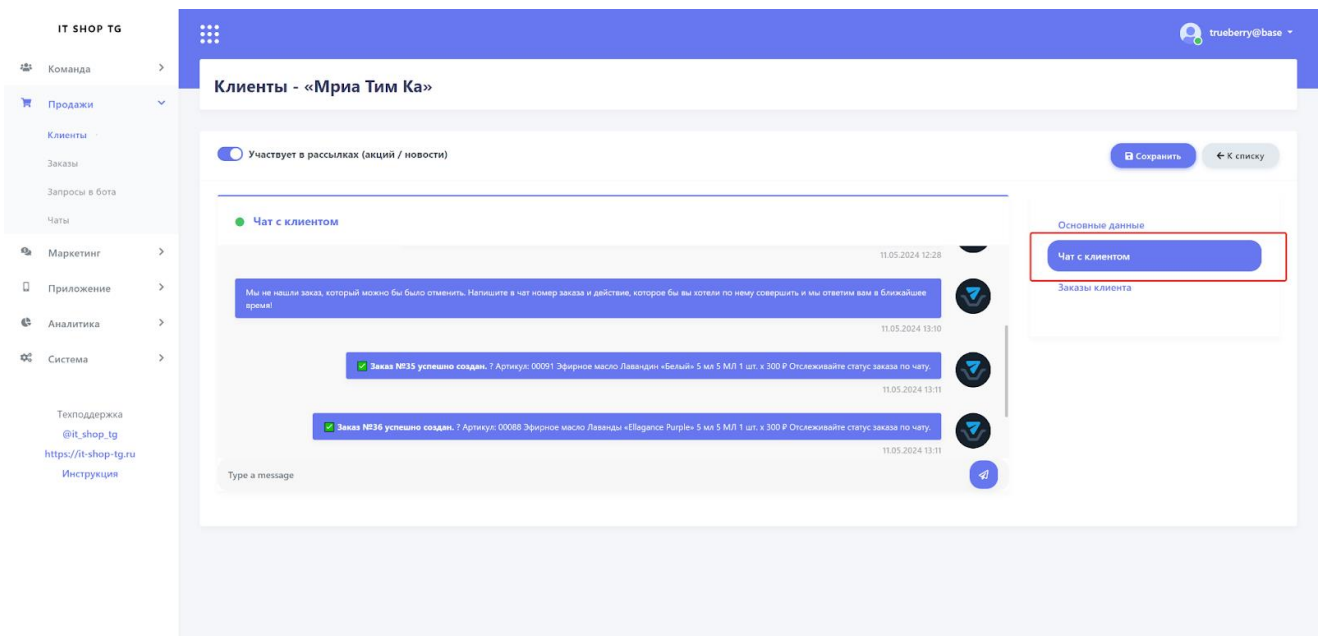 IT SHOP TG
trueberry@base
Команда
Продажи
Клиенты
Заказы
Запросы в бота
Чаты
Маркетинг
Приложение
Аналитика
Система
Техподдержка
@it_shop_tg
https://it-shop-tg.ru
Инструкция
Клиенты - «Мриа Тим Ка»
Участвует в рассылках (акций / новости)
Сохранить
К списку
Чат с клиентом
11.05.2024 12:28
Мы не нашли заказ, который можно бы было отменить. Напишите в чат номер заказа и действие, которое бы вы хотели по нему совершить и мы ответим вам в ближайшее
время!
11.05.2024 13:10
Заказ №35 успешно создан. ? Артикул: 00091 Эфирное масло Лавандин «Белый» 5 мл 5 МЛ 1 шт. x 300 ₽ Отслеживайте статус заказа по чату.
11.05.2024 13:11
Заказ №36 успешно создан. ? Артикул: 00088 Эфирное масло Лаванды «Ellagance Purple» 5 мл 5 МЛ 1 шт. x 300 ₽ Отслеживайте статус заказа по чату.
11.05.2024 13:11
Type a message
Основные данные
Чат с клиентом
Заказы клиента